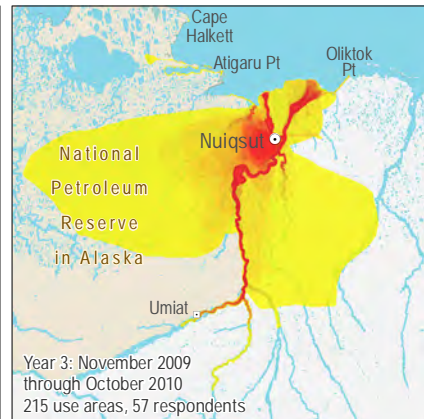 Cape
Halkett
Atigaru Pt
Oliktok
Pt
Nuiqsut
National
Petroleum
Reserve
in Alaska
Umiat
Year 3: November 2009
through October 2010
215 use areas, 57 respondents